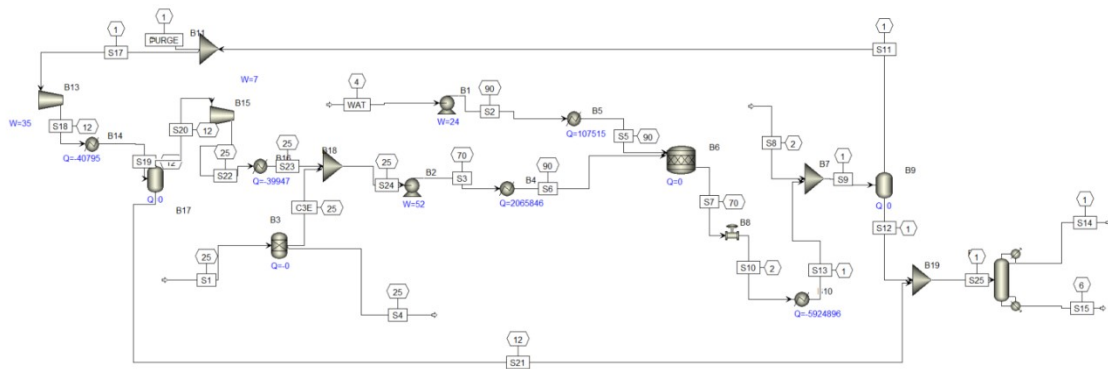 1
PURGE
B11
1
S17
1
S11
W=7
B13
W=35
S18
12
B14
Q=-40795
S20
12
B15
S19
12
Q=0
B17
25
S22
B16
Q=-39947
25
S23
B18
4
WAT
B1
W=24
90
S2
B5
Q=107515
S5
90
25
S24
B2
W=52
70
S3
B4
Q=2065846
90
S6
B6
Q=0
S7
70
B8
S10
2
B10
Q=-5924896
S13
1
S8
2
B7
1
S9
B9
Q=0
S12
1
C3E
25
B3
Q=-0
25
S1
25
S4
B19
1
S25
1
S14
6
S15
12
S21